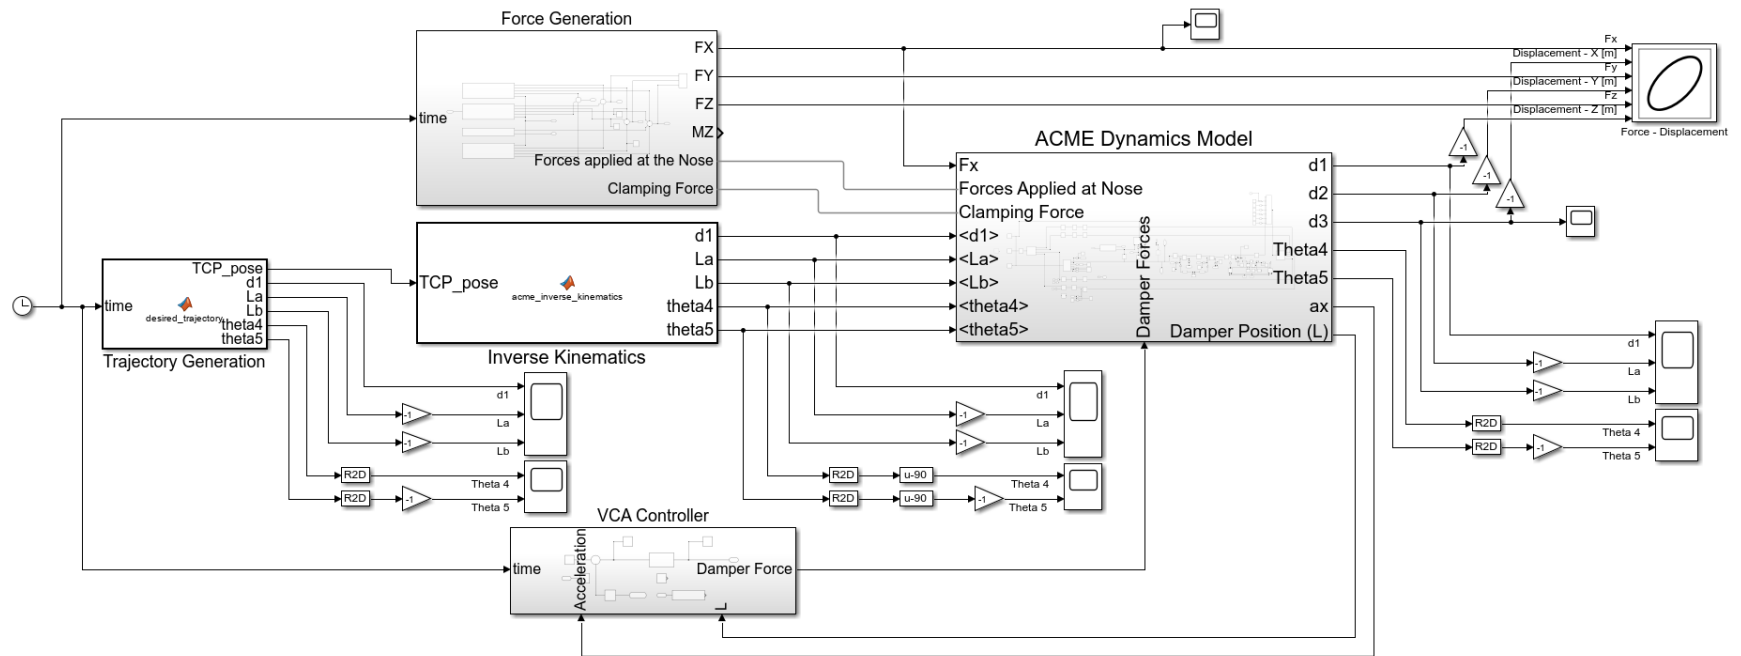 Force Generation
time
FX
FY
FZ
MZ
Forces applied at the Nose
Clamping Force
Fx
Displacement - X [m]
Fy
Displacement - Y [m]
Fz
Displacement - Z [m]
Force - Displacement
ACME Dynamics Model
Fx
Forces Applied at Nose
Clamping Force
<d1>
<La>
<Lb>
<theta4>
<theta5>
Damper Forces
d1
d2
d3
Theta4
Theta5
ax
Damper Position (L)
-1
-1
-1
TCP_pose
acme_inverse_kinematics
d1
La
Lb
theta4
theta5
Inverse Kinematics
time
desired_trajectory
TCP_pose
d1
La
Lb
theta4
theta5
Trajectory Generation
d1
-1
La
-1
Lb
R2D
Theta 4
R2D
-1
Theta 5
d1
-1
La
-1
Lb
R2D
u-90
Theta 4
R2D
u-90
-1
Theta 5
d1
-1
La
-1
Lb
R2D
Theta 4
R2D
-1
Theta 5
VCA Controller
time
Acceleration
L
Damper Force